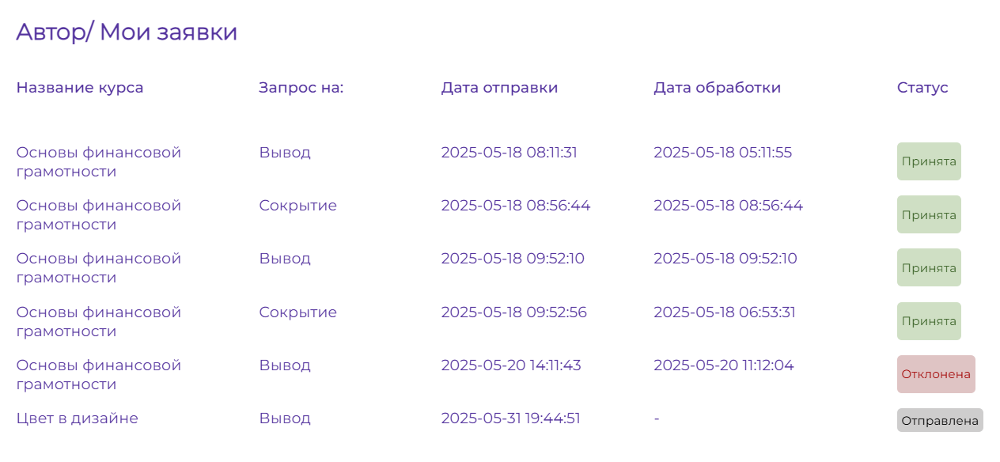 Автор/ Мои заявки
Название курса Запрос на: Дата отправки Дата обработки Статус
Основы финансовой грамотности Вывод 2025-05-18 08:11:31 2025-05-18 05:11:55 Принята
Основы финансовой грамотности Сокрытие 2025-05-18 08:56:44 2025-05-18 08:56:44 Принята
Основы финансовой грамотности Вывод 2025-05-18 09:52:10 2025-05-18 09:52:10 Принята
Основы финансовой грамотности Сокрытие 2025-05-18 09:52:56 2025-05-18 06:53:31 Принята
Основы финансовой грамотности Вывод 2025-05-20 14:11:43 2025-05-20 11:12:04 Отклонена
Цвет в дизайне Вывод 2025-05-31 19:44:51 - Отправлена